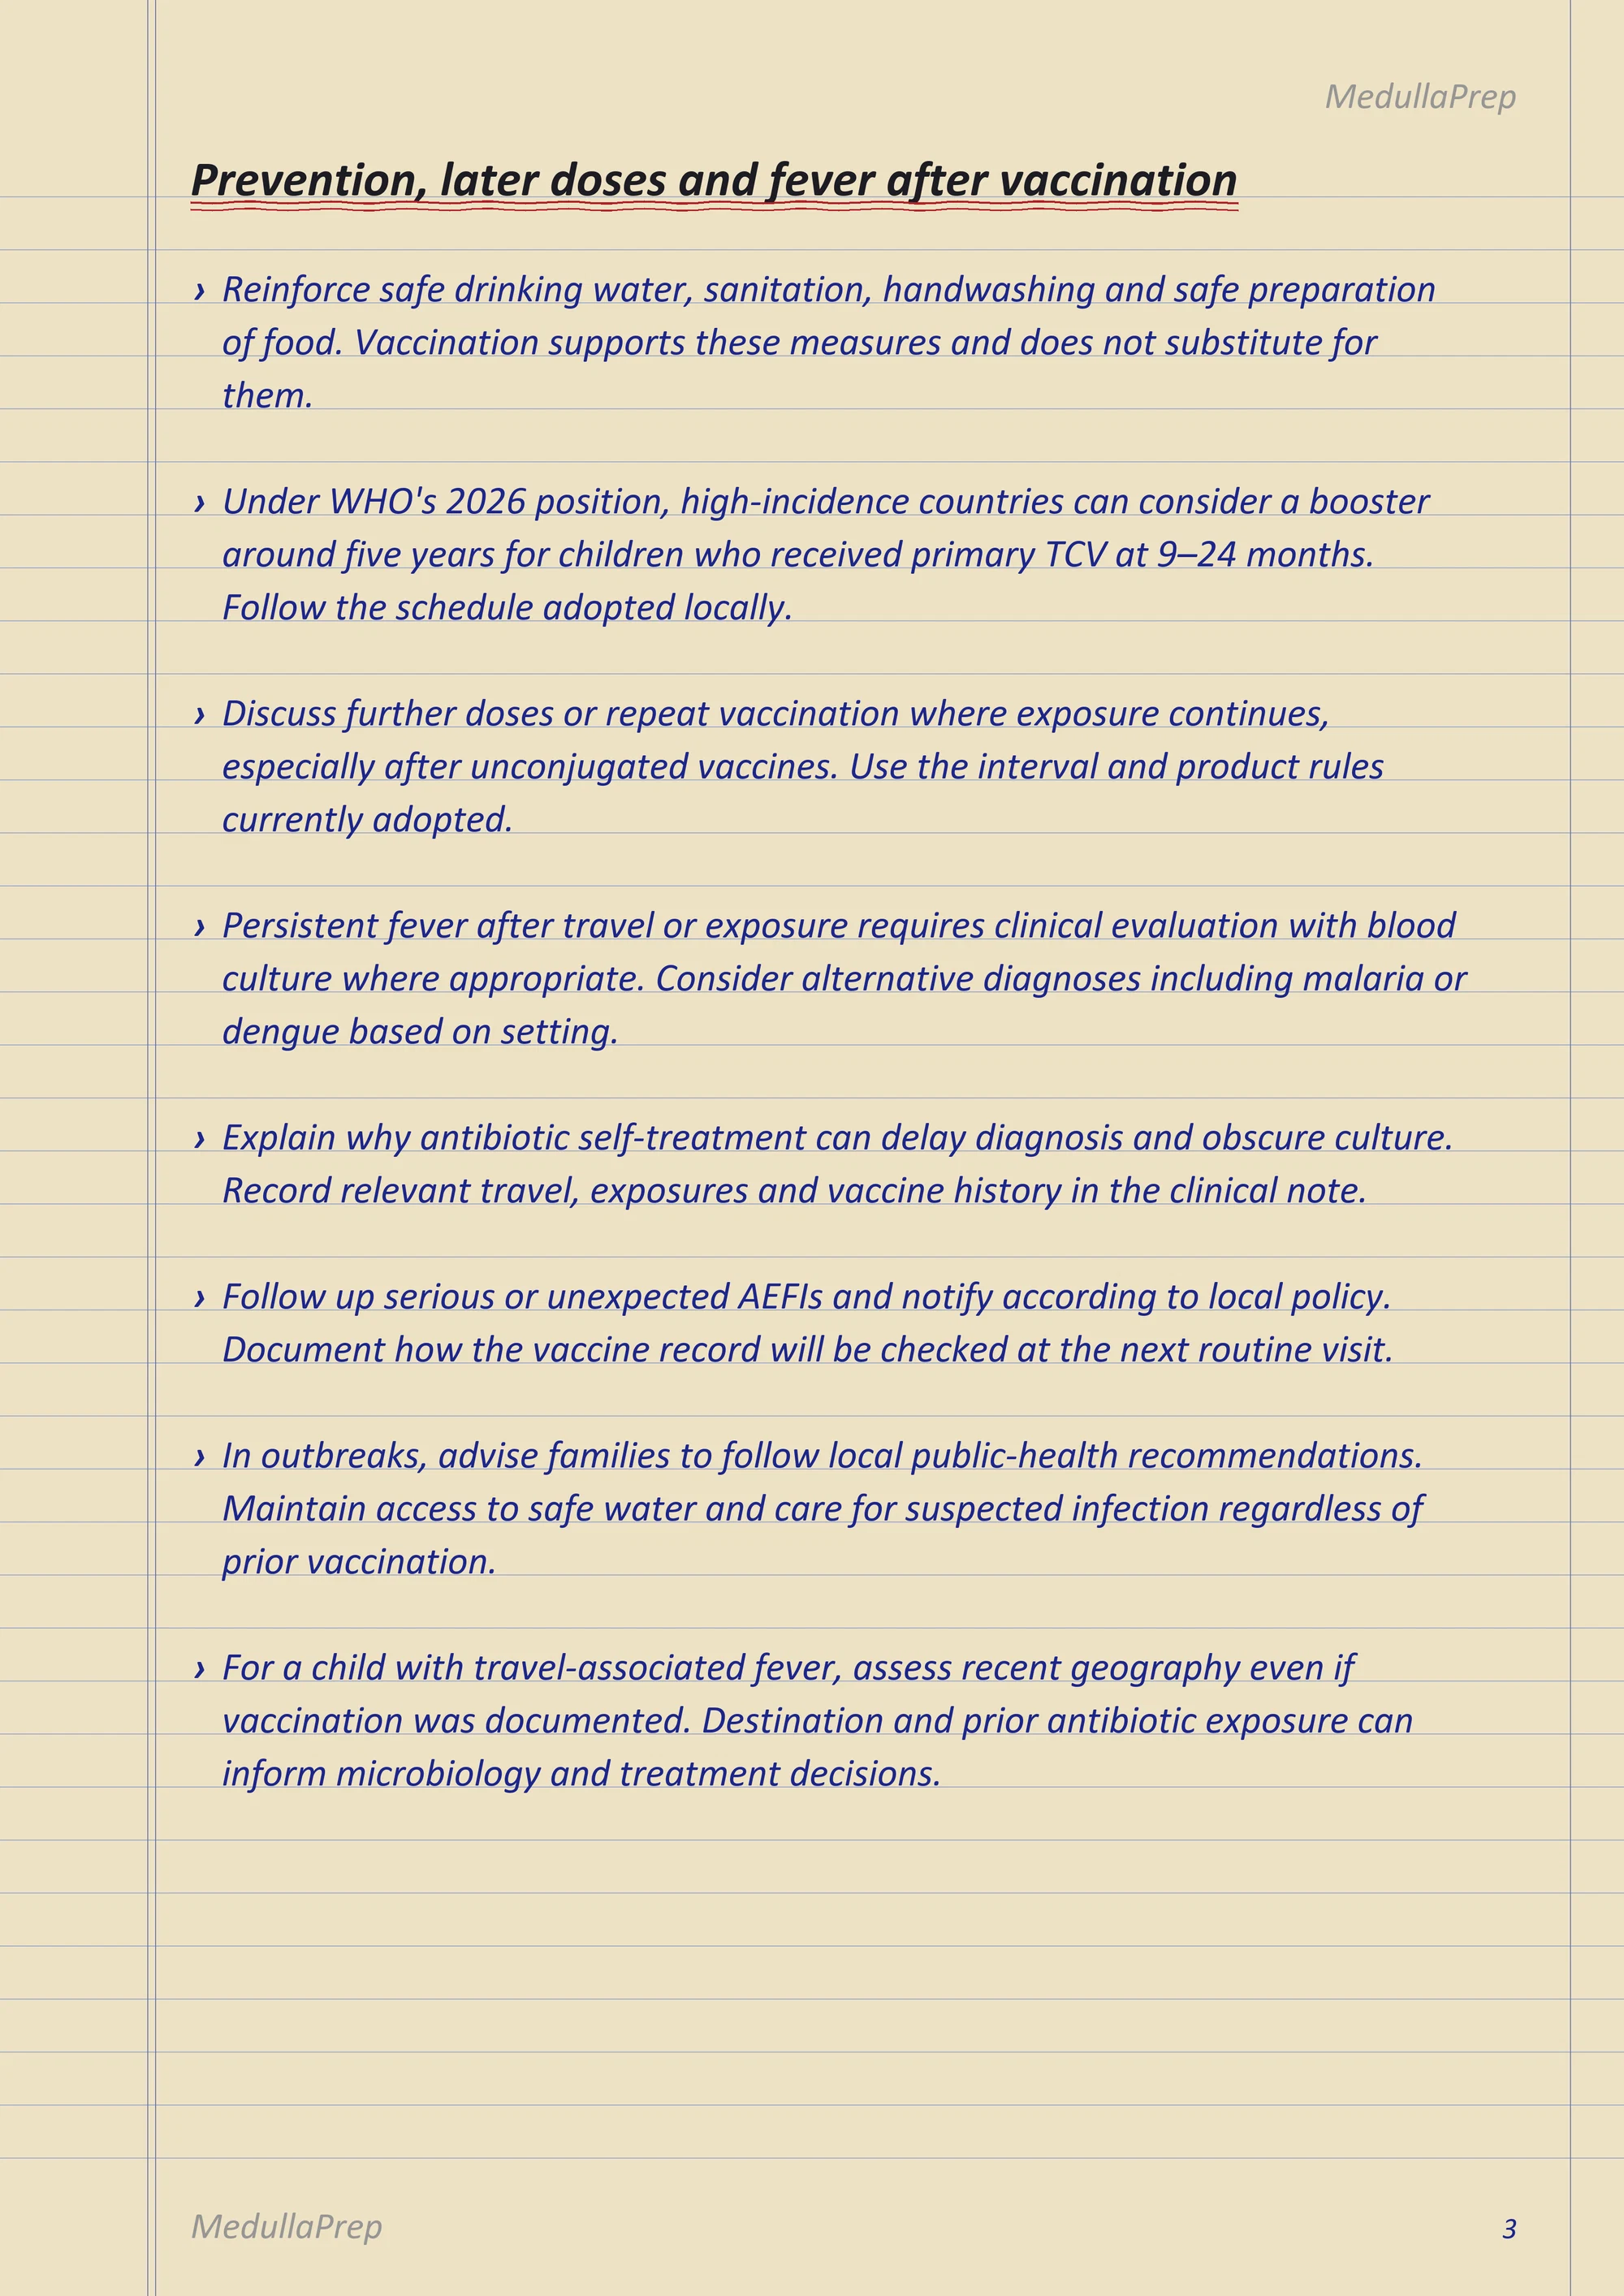 MedullaPrep
Prevention, later doses and fever after vaccination
› Reinforce safe drinking water, sanitation, handwashing and safe preparation
of food. Vaccination supports these measures and does not substitute for
them.
› Under WHO's 2026 position, high-incidence countries can consider a booster
around five years for children who received primary TCV at 9–24 months.
Follow the schedule adopted locally.
› Discuss further doses or repeat vaccination where exposure continues,
especially after unconjugated vaccines. Use the interval and product rules
currently adopted.
› Persistent fever after travel or exposure requires clinical evaluation with blood
culture where appropriate. Consider alternative diagnoses including malaria or
dengue based on setting.
› Explain why antibiotic self-treatment can delay diagnosis and obscure culture.
Record relevant travel, exposures and vaccine history in the clinical note.
› Follow up serious or unexpected AEFIs and notify according to local policy.
Document how the vaccine record will be checked at the next routine visit.
› In outbreaks, advise families to follow local public-health recommendations.
Maintain access to safe water and care for suspected infection regardless of
prior vaccination.
› For a child with travel-associated fever, assess recent geography even if
vaccination was documented. Destination and prior antibiotic exposure can
inform microbiology and treatment decisions.
MedullaPrep
3